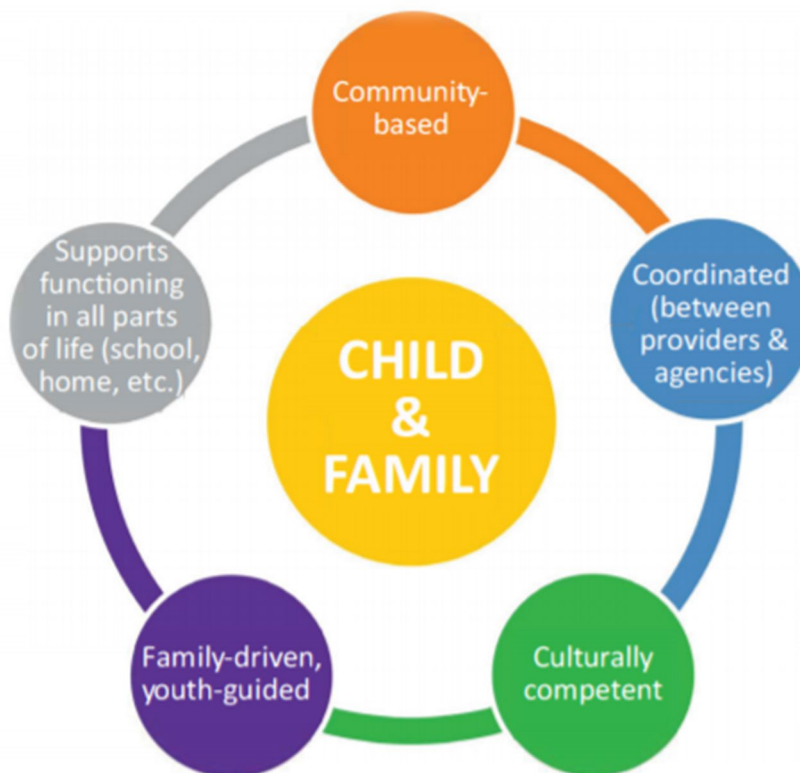 Community-
based
Coordinated
(between
providers &
agencies)
Culturally
competent
Family-driven,
youth-guided
Supports
functioning
in all parts
of life (school,
home, etc.)
CHILD
&
FAMILY